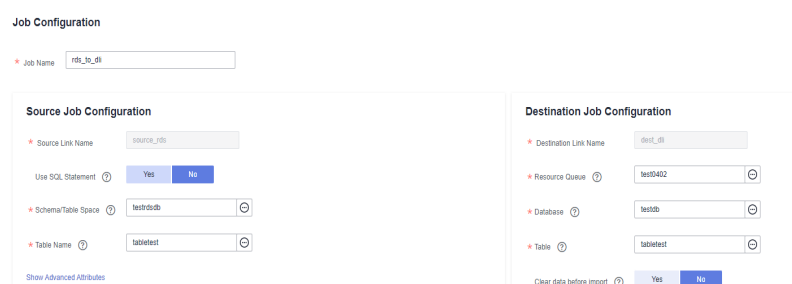 Job Configuration
* Job Name rds_to_dli
Source Job Configuration
* Source Link Name source_rds
Use SQL Statement ? Yes No
* Schema/Table Space ? testrdsdb
* Table Name ? tabletest
Show Advanced Attributes
Destination Job Configuration
* Destination Link Name dest_dli
* Resource Queue ? test0402
* Database ? testdb
* Table ? tabletest
Clear data before import ? Yes No